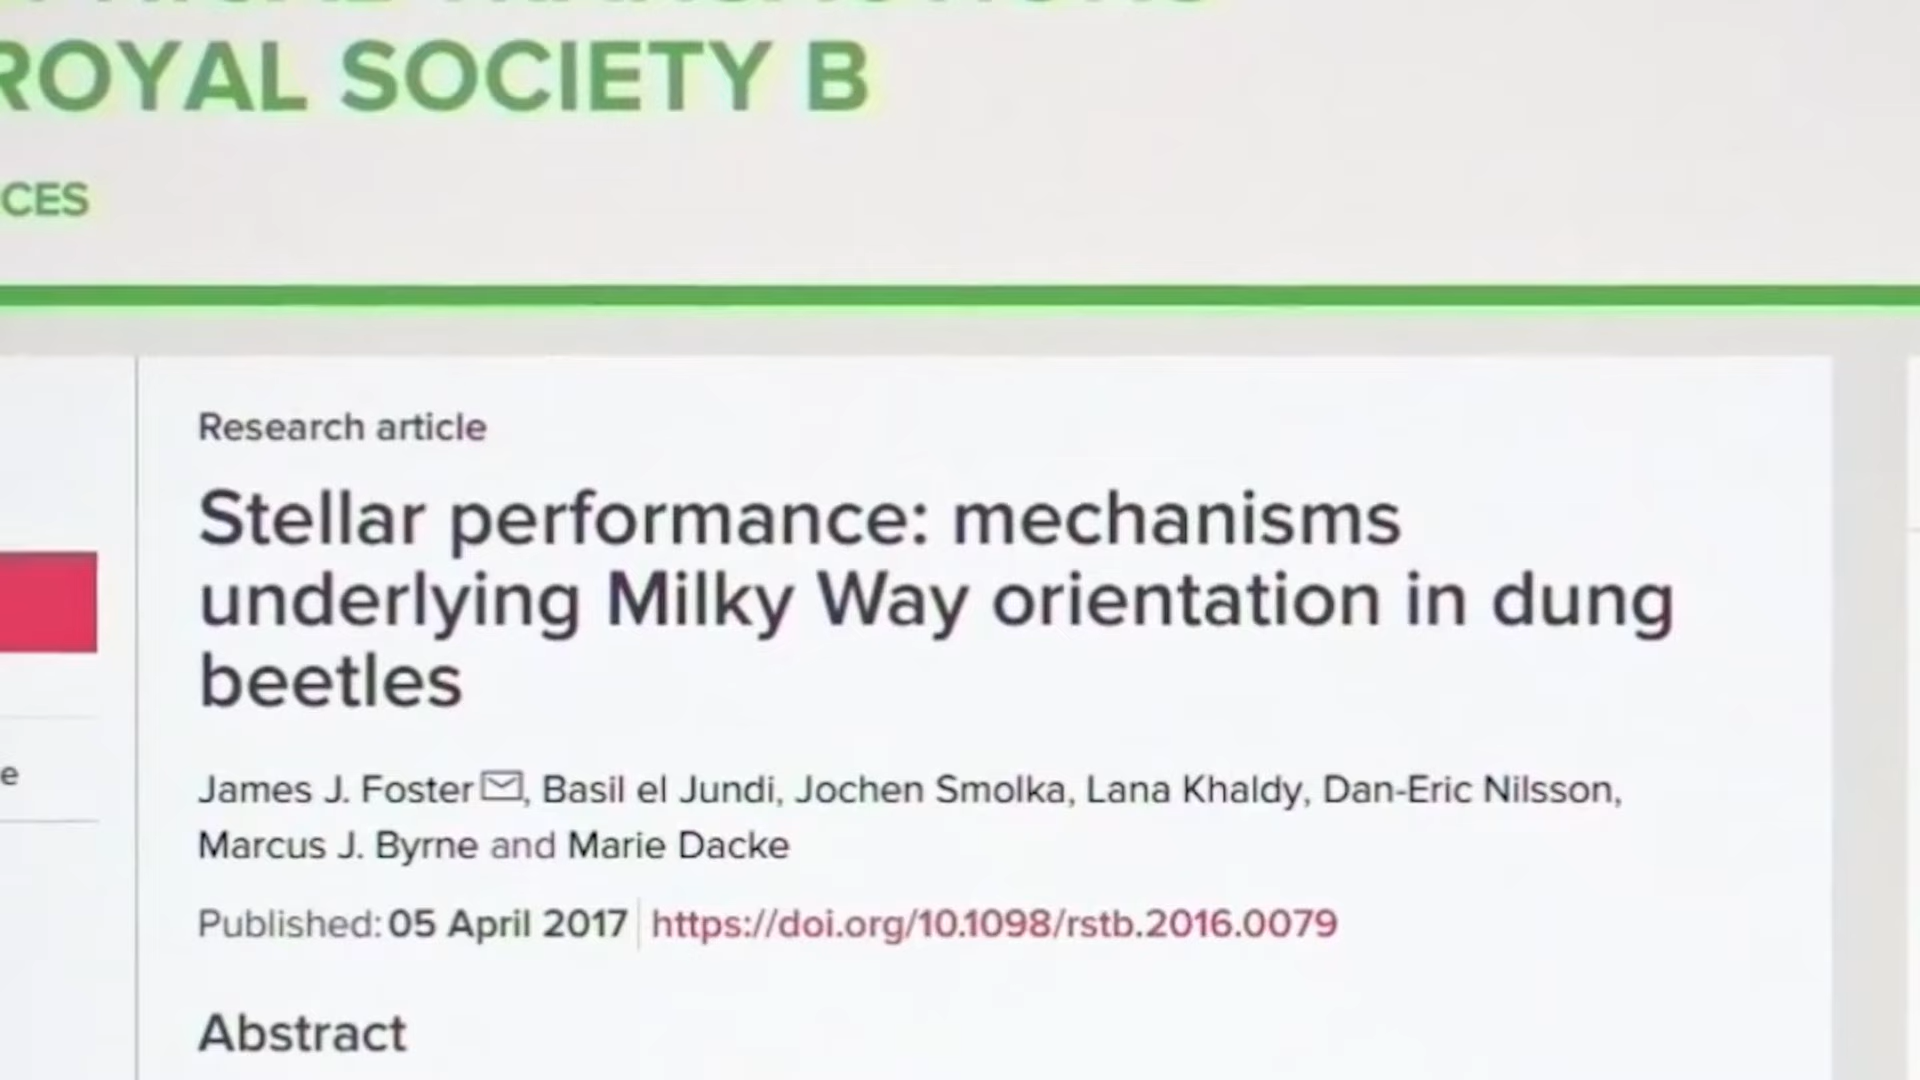 ROYAL SOCIETY B
CES
Research article
Stellar performance: mechanisms
underlying Milky Way orientation in dung
beetles
e
James J. Foster, Basil el Jundi, Jochen Smolka, Lana Khaldy, Dan-Eric Nilsson,
Marcus J. Byrne and Marie Dacke
Published: 05 April 2017 https://doi.org/10.1098/rstb.2016.0079
Abstract